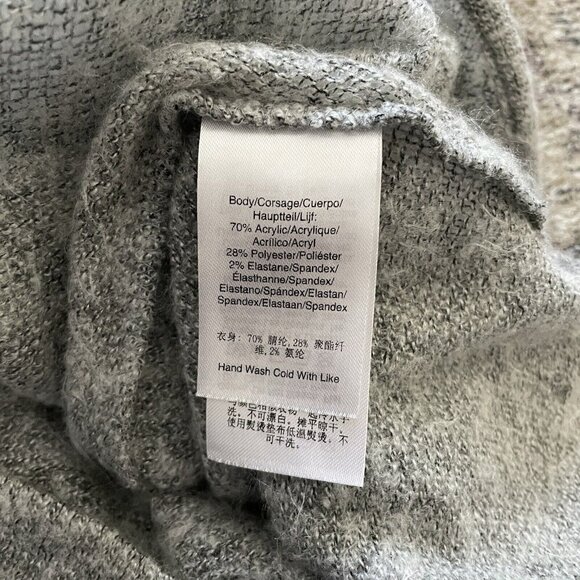 Body/Corsage/Cuerpo/
Hauptteil/Lijf:
70% Acrylic/Acrylique/
Acrílico/Acryl
28% Polyester/Poliéster
2% Elastane/Spandex/
Élasthanne/Spandex/
Elastano/Spándex/Elastan/
Spandex/Elastaan/Spandex
衣身: 70% 腈纶,28% 聚酯纤
维,2% 氨纶
Hand Wash Cold With Like
洗。不可漂白。摊平晾干。
使用熨烫垫布低温熨烫。不
可干洗。